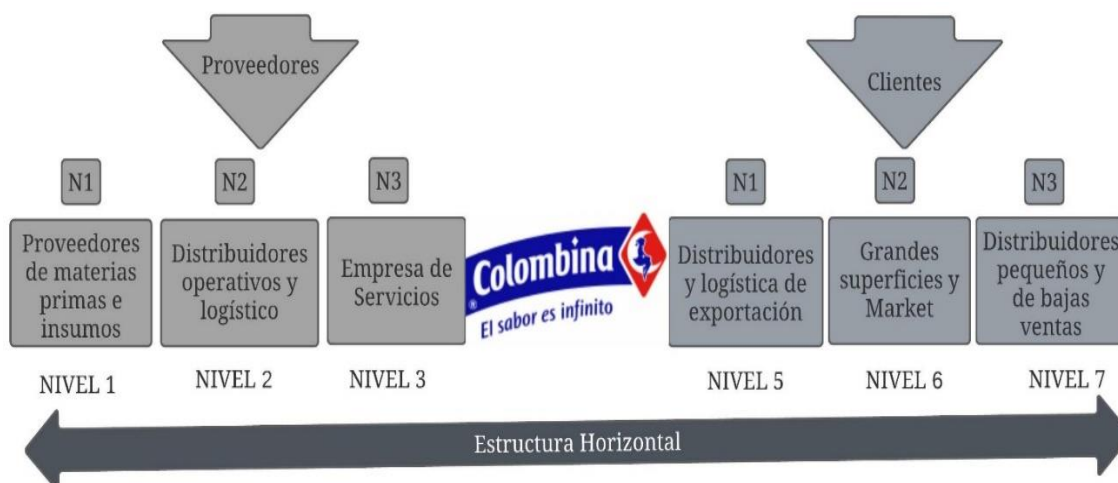 Proveedores
Clientes
N1
N2
N3
N1
N2
N3
Proveedores
de materias
primas e
insumos
Distribuidores
operativos y
logístico
Empresa de
Servicios
Colombina
®
El sabor es infinito
Distribuidores
y logística de
exportación
Grandes
superficies y
Market
Distribuidores
pequeños y
de bajas
ventas
NIVEL 1
NIVEL 2
NIVEL 3
NIVEL 5
NIVEL 6
NIVEL 7
Estructura Horizontal